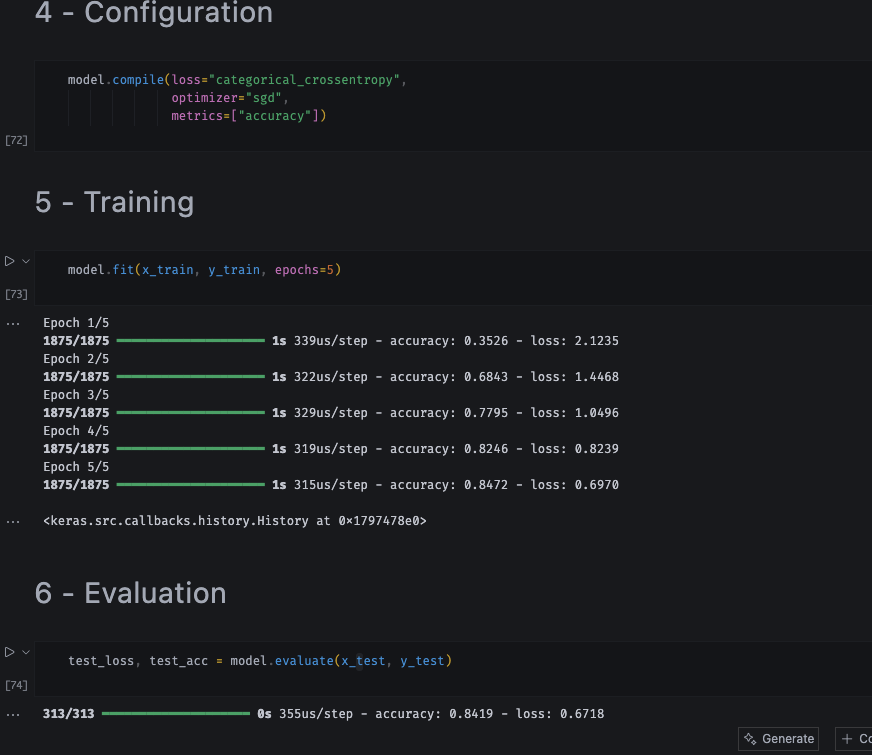 4 - Configuration
model.compile(loss="categorical_crossentropy",
optimizer="sgd",
metrics=["accuracy"])
[72]
5 - Training
model.fit(x_train, y_train, epochs=5)
[73]
...
Epoch 1/5
1875/1875 1s 339us/step - accuracy: 0.3526 - loss: 2.1235
Epoch 2/5
1875/1875 1s 322us/step - accuracy: 0.6843 - loss: 1.4468
Epoch 3/5
1875/1875 1s 329us/step - accuracy: 0.7795 - loss: 1.0496
Epoch 4/5
1875/1875 1s 319us/step - accuracy: 0.8246 - loss: 0.8239
Epoch 5/5
1875/1875 1s 315us/step - accuracy: 0.8472 - loss: 0.6970
... <keras.src.callbacks.history.History at 0x1797478e0>
6 - Evaluation
test_loss, test_acc = model.evaluate(x_test, y_test)
[74]
... 313/313 0s 355us/step - accuracy: 0.8419 - loss: 0.6718
Generate + Co